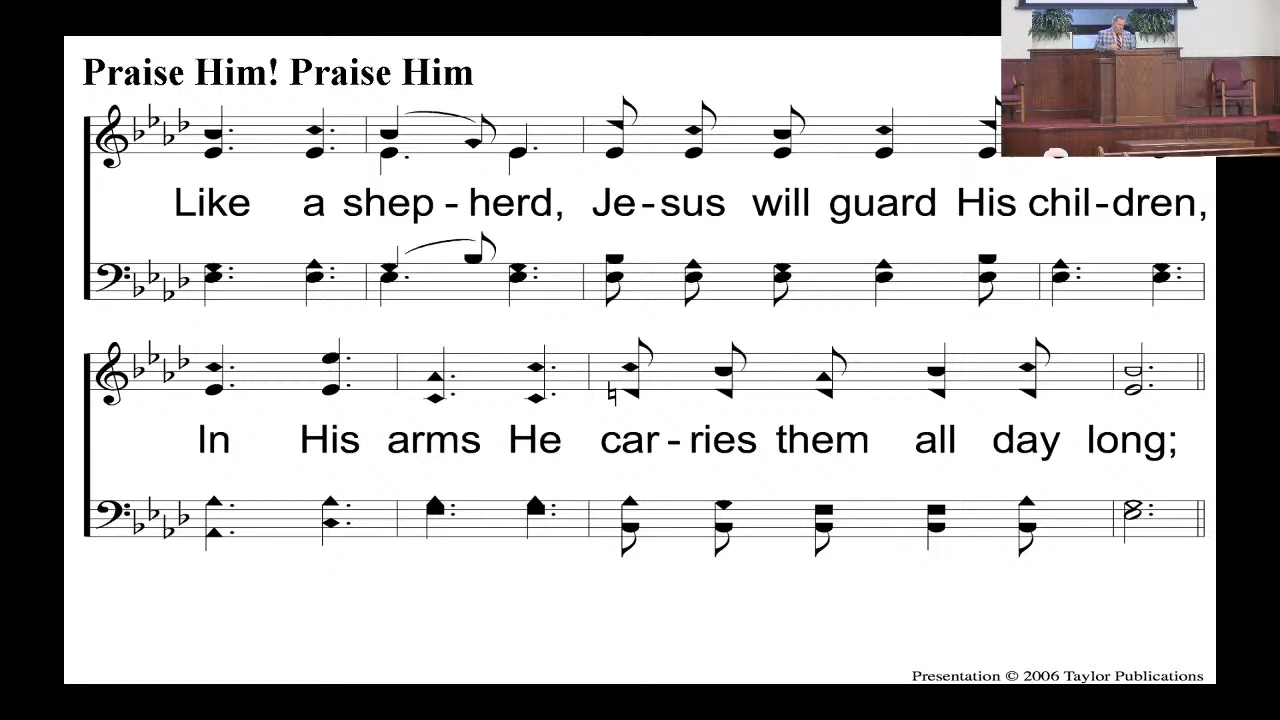 Praise Him! Praise Him
Like a shep - herd, Je - sus will guard His chil - dren,
In His arms He car - ries them all day long;
Presentation © 2006 Taylor Publications